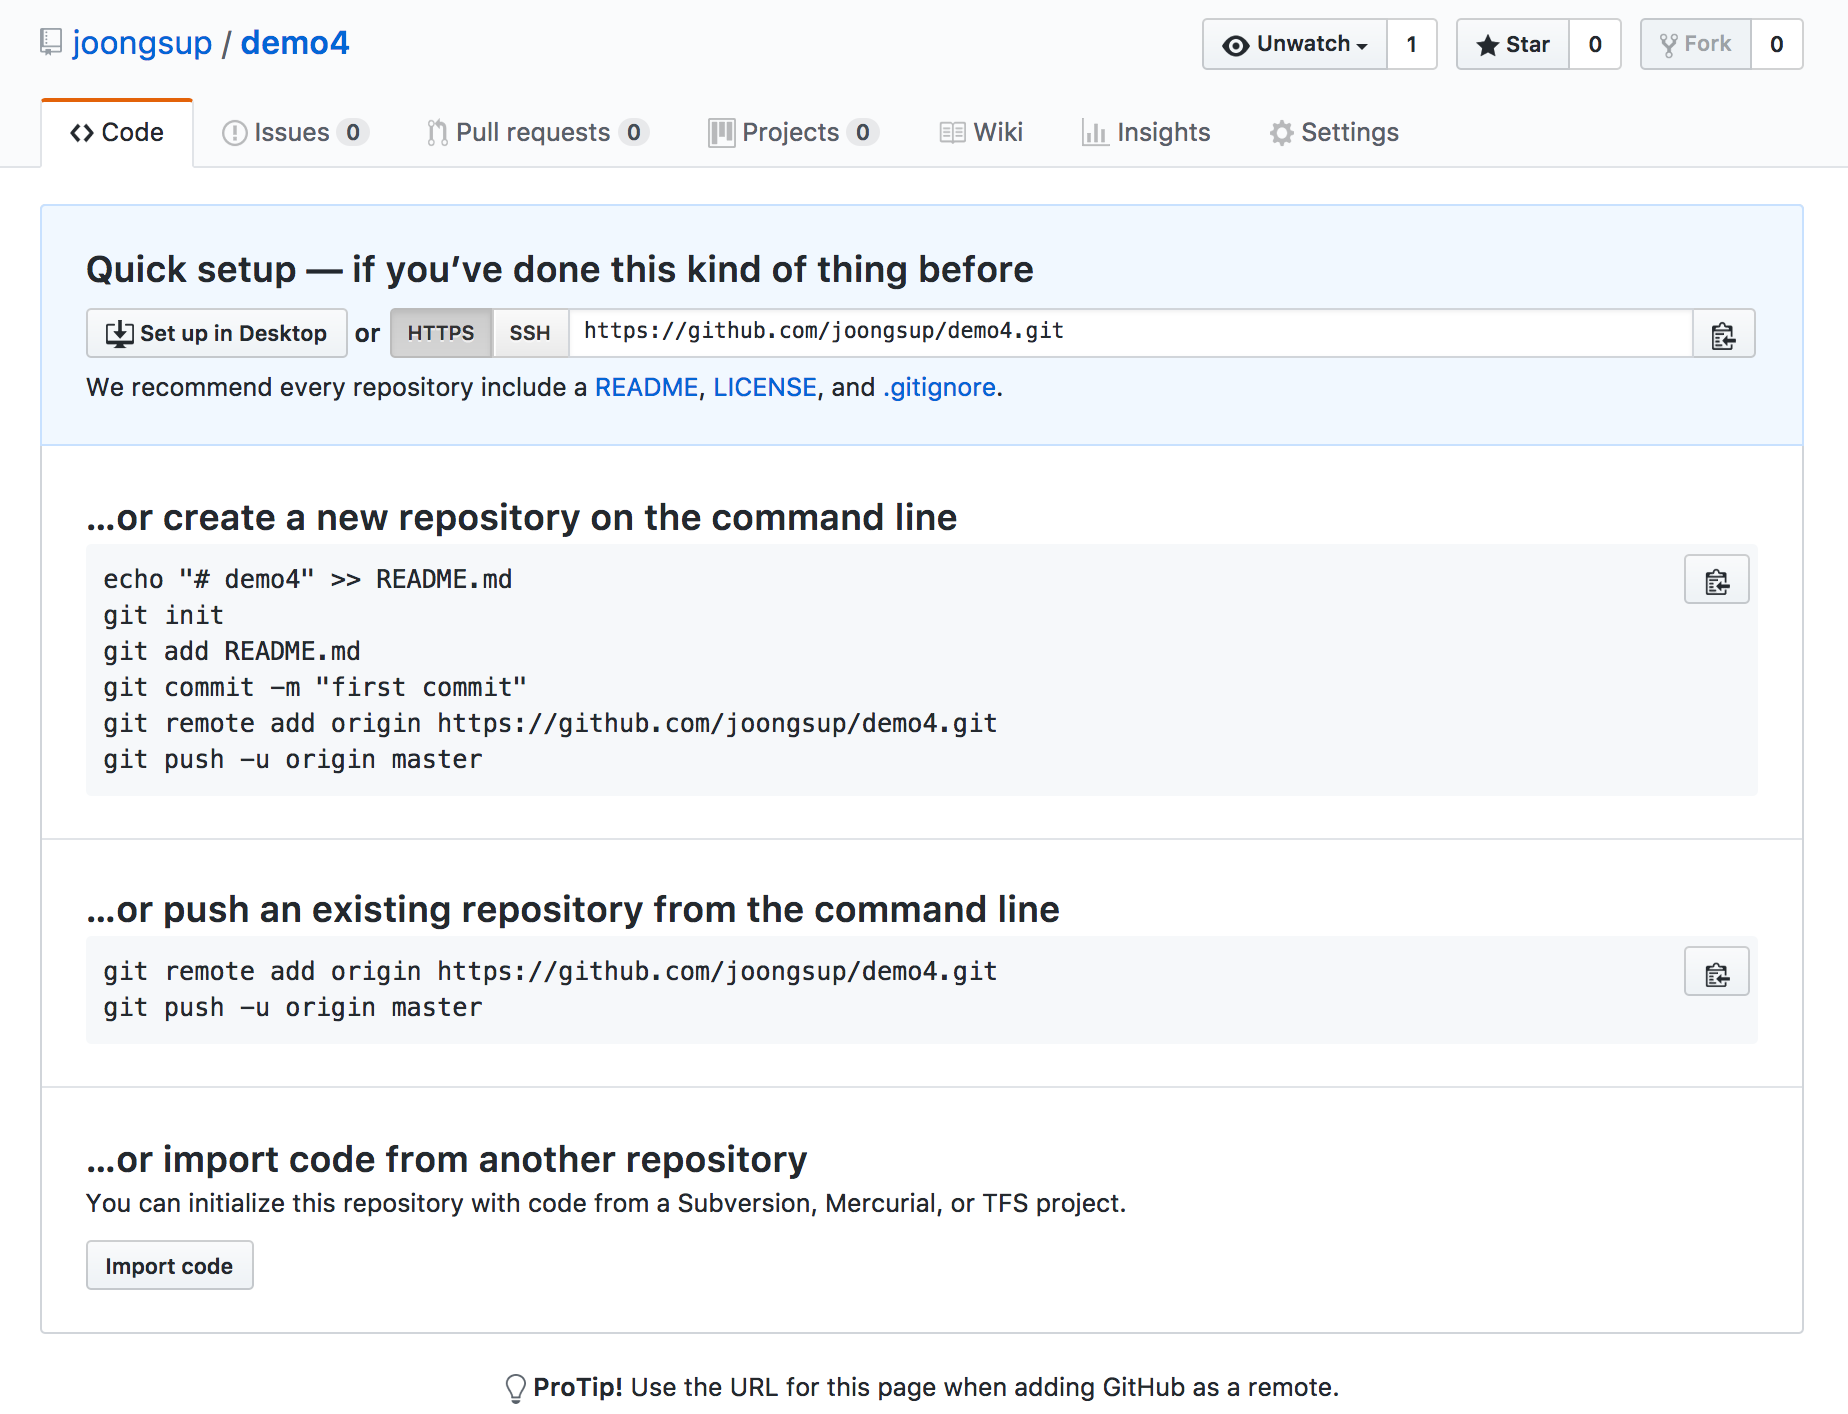 joongsup / demo4
Unwatch 1 Star 0 Fork 0
Code Issues 0 Pull requests 0 Projects 0 Wiki Insights Settings
Quick setup — if you’ve done this kind of thing before
Set up in Desktop or HTTPS SSH https://github.com/joongsup/demo4.git
We recommend every repository include a README, LICENSE, and .gitignore.
…or create a new repository on the command line
echo "# demo4" >> README.md
git init
git add README.md
git commit -m "first commit"
git remote add origin https://github.com/joongsup/demo4.git
git push -u origin master
…or push an existing repository from the command line
git remote add origin https://github.com/joongsup/demo4.git
git push -u origin master
…or import code from another repository
You can initialize this repository with code from a Subversion, Mercurial, or TFS project.
Import code
ProTip! Use the URL for this page when adding GitHub as a remote.